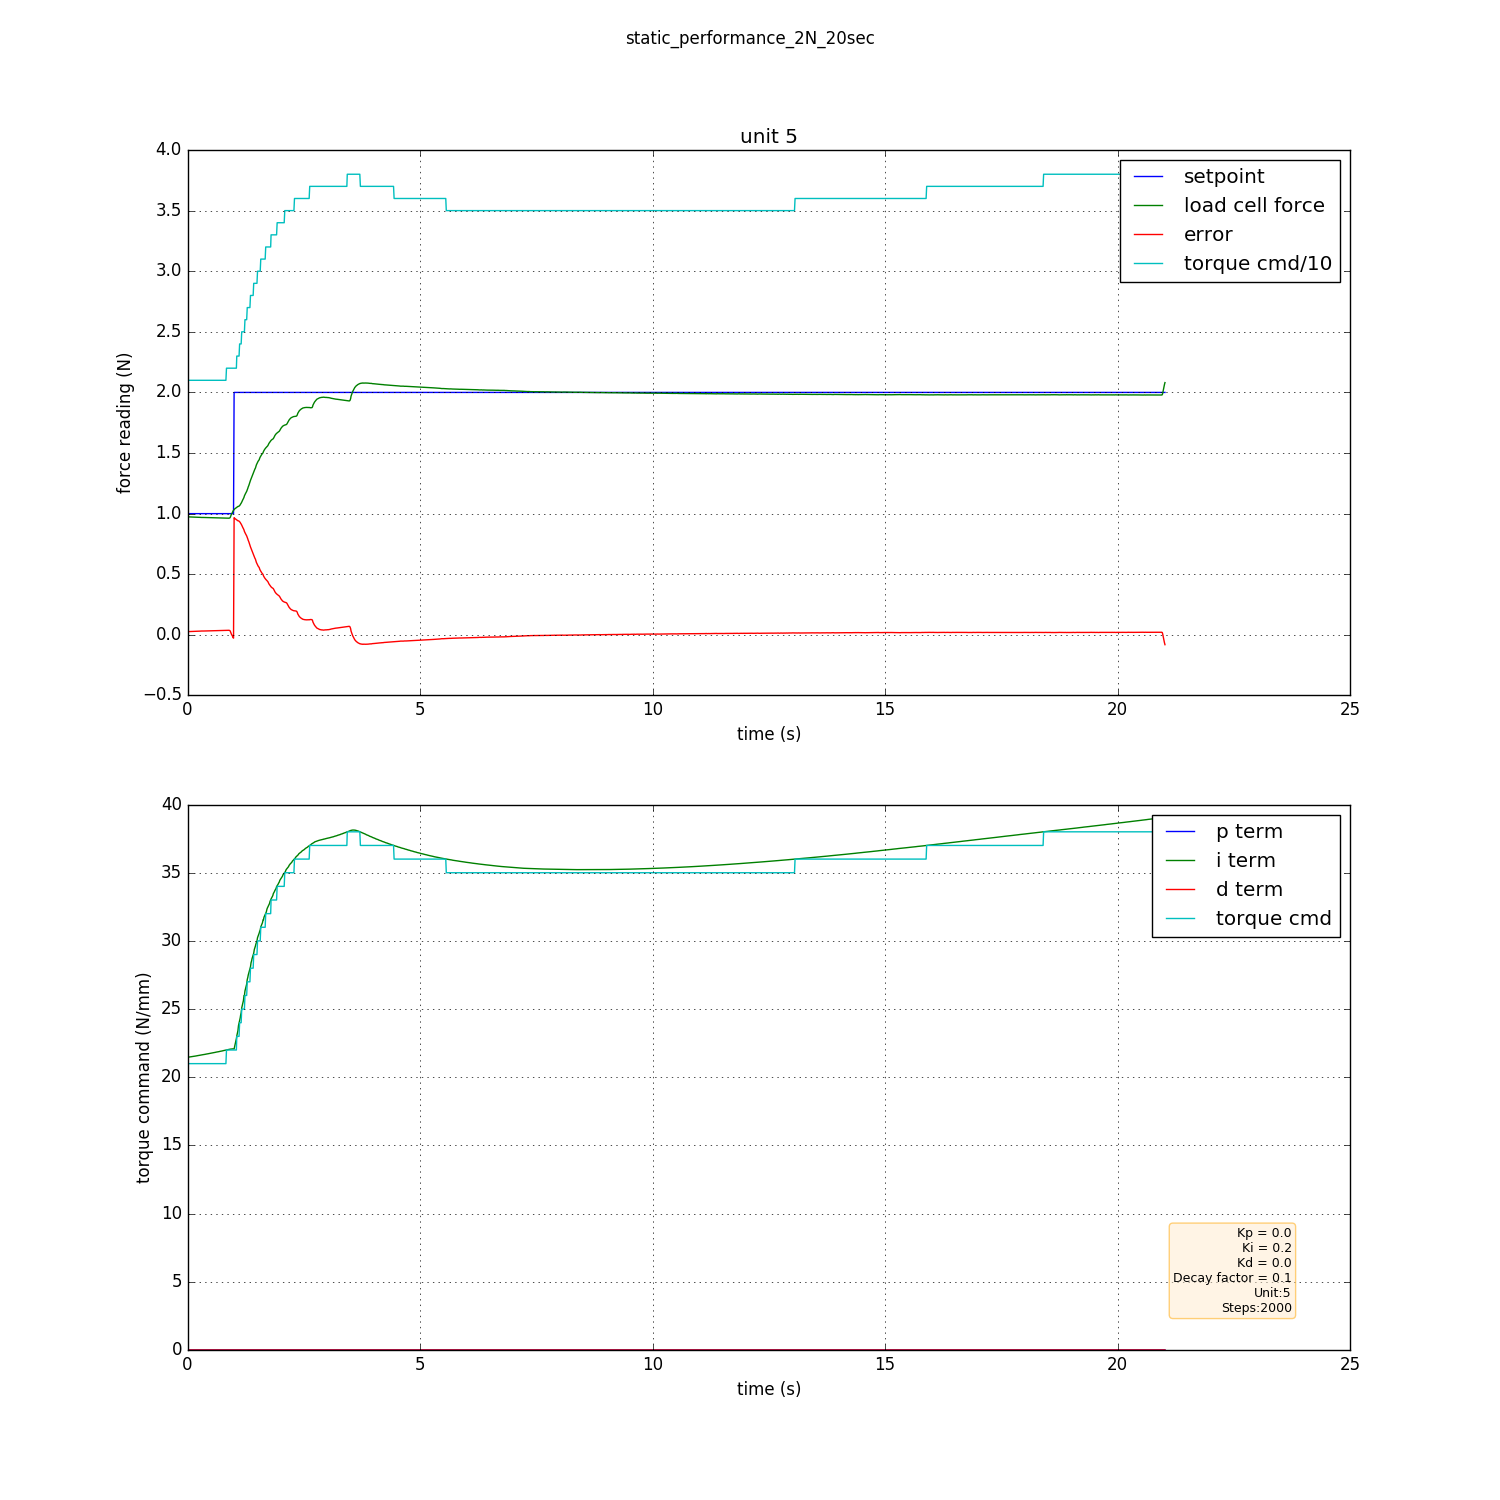 static_performance_2N_20sec
unit 5
4.0
3.5
3.0
2.5
2.0
1.5
1.0
0.5
0.0
−0.5
force reading (N)
setpoint
load cell force
error
torque cmd/10
0 5 10 15 20 25
time (s)
40
35
30
25
20
15
10
5
0
torque command (N/mm)
p term
i term
d term
torque cmd
Kp = 0.0
Ki = 0.2
Kd = 0.0
Decay factor = 0.1
Unit:5
Steps:2000
0 5 10 15 20 25
time (s)